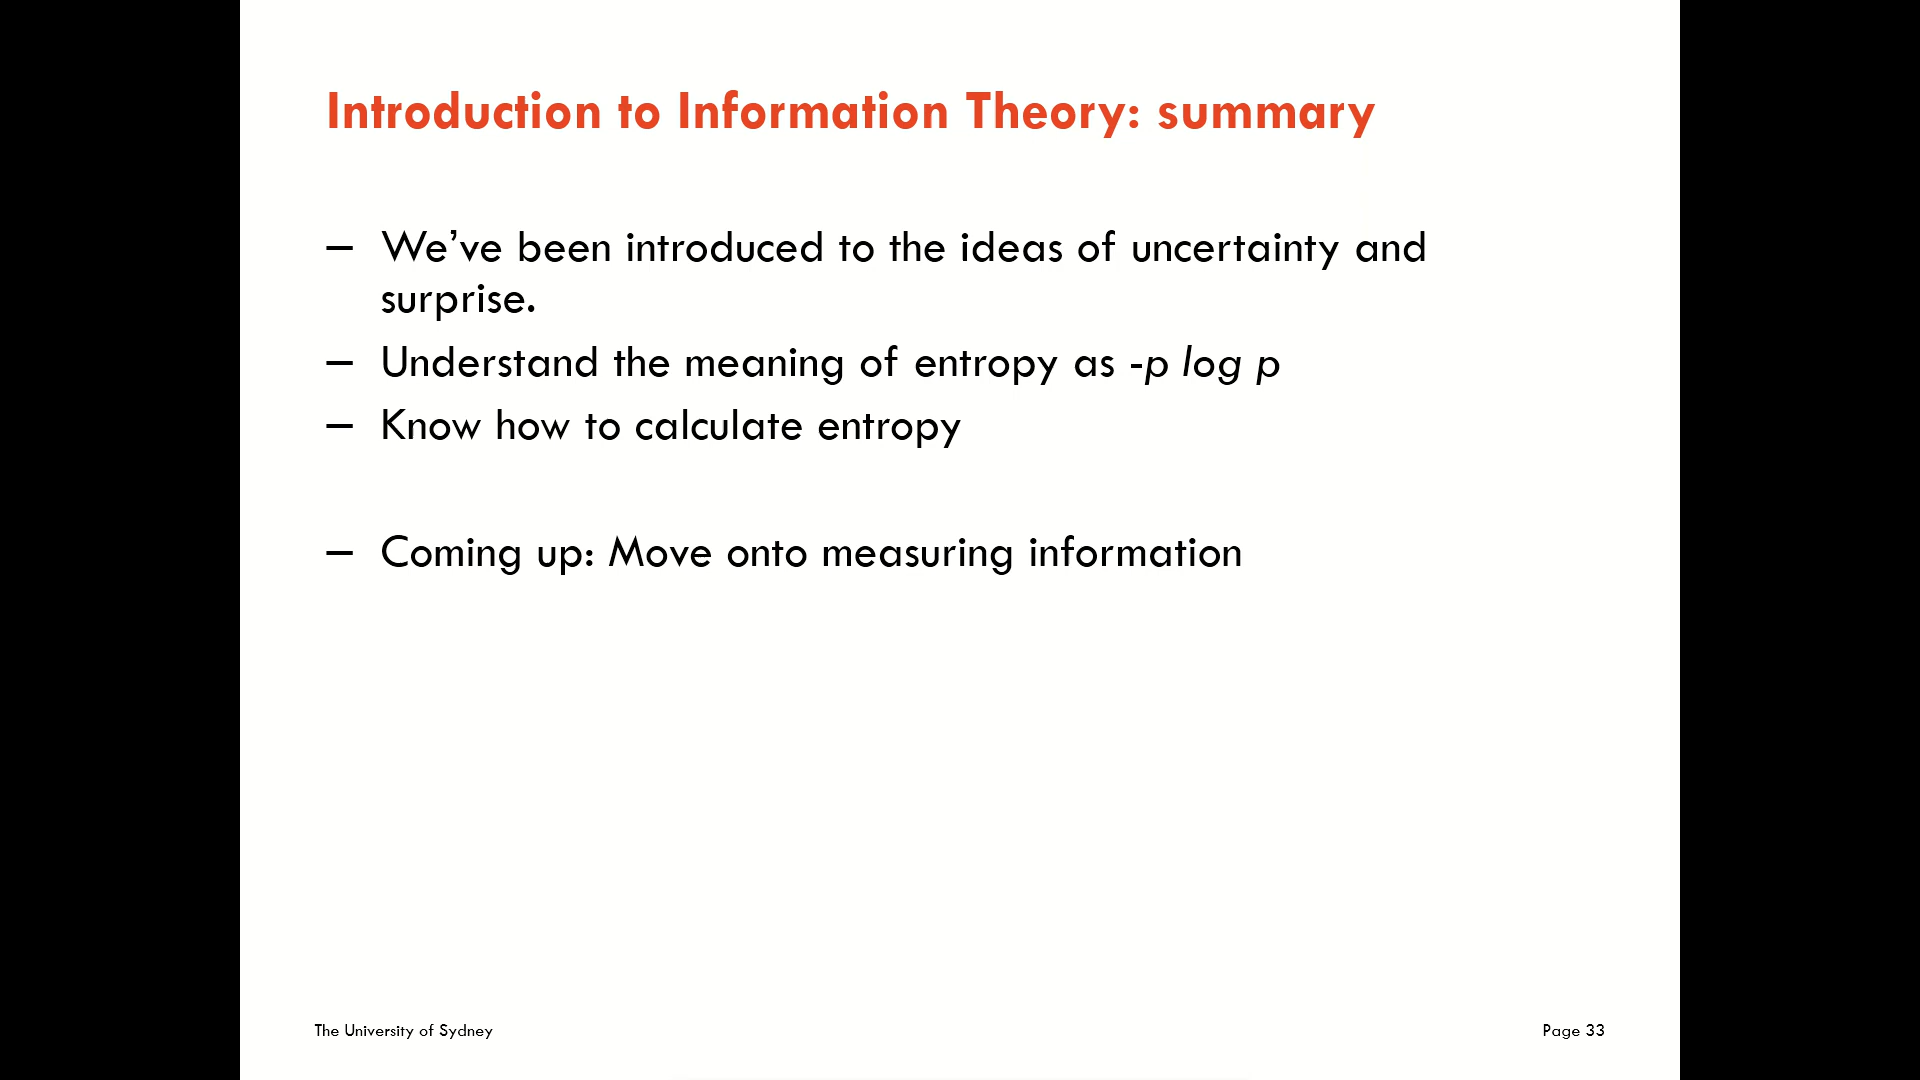 Introduction to Information Theory: summary
– We’ve been introduced to the ideas of uncertainty and
surprise.
– Understand the meaning of entropy as -p log p
– Know how to calculate entropy
– Coming up: Move onto measuring information
The University of Sydney
Page 33